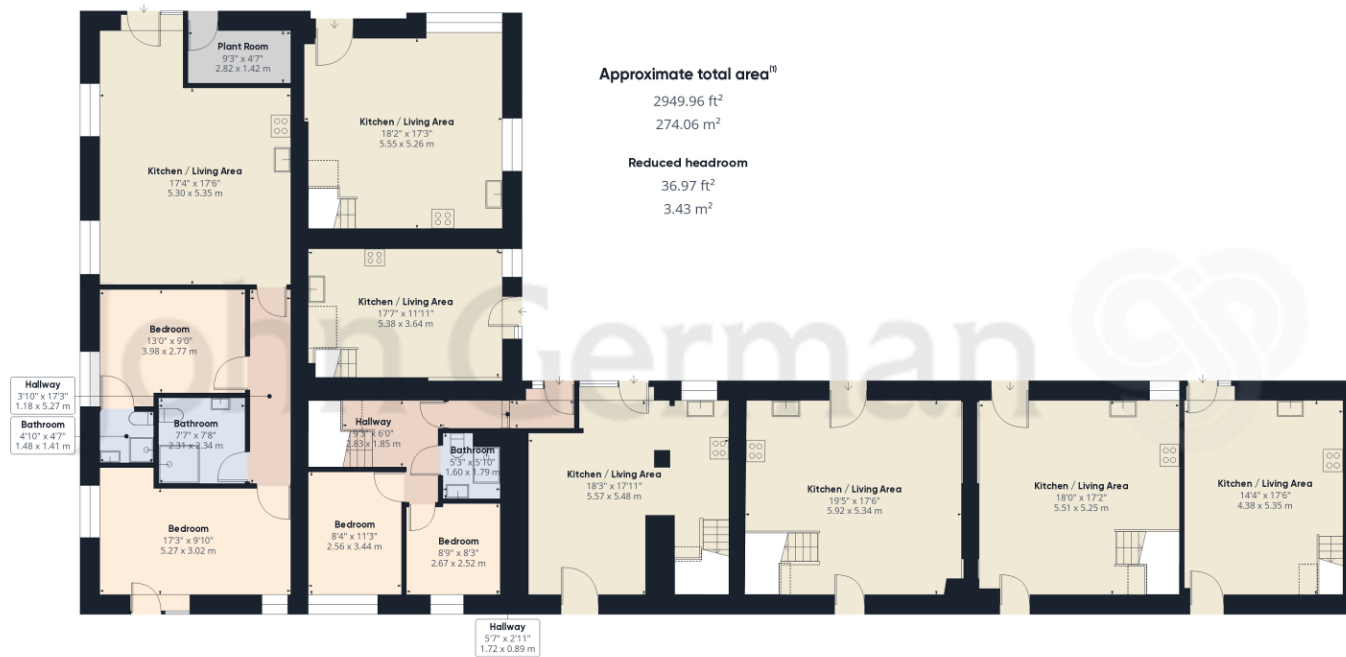 Plant Room
9'3" x 4'7"
2.82 x 1.42 m
Kitchen / Living Area
18'2" x 17'3"
5.55 x 5.26 m
Approximate total area(1)
2949.96 ft²
274.06 m²
Reduced headroom
36.97 ft²
3.43 m²
Kitchen / Living Area
17'4" x 17'6"
5.30 x 5.35 m
Kitchen / Living Area
17'7" x 11'11"
5.38 x 3.64 m
John German
Bedroom
13'0" x 9'0"
3.98 x 2.77 m
Hallway
3'10" x 17'3"
1.18 x 5.27 m
Bathroom
4'10" x 4'7"
1.48 x 1.41 m
Bathroom
7'7" x 7'8"
2.31 x 2.34 m
Hallway
9'3" x 6'0"
2.83 x 1.85 m
Bathroom
5'3" x 5'10"
1.60 x 1.79 m
Kitchen / Living Area
18'3" x 17'11"
5.57 x 5.48 m
Kitchen / Living Area
19'5" x 17'6"
5.92 x 5.34 m
Kitchen / Living Area
18'0" x 17'2"
5.51 x 5.25 m
Kitchen / Living Area
14'4" x 17'6"
4.38 x 5.35 m
Bedroom
17'3" x 9'10"
5.27 x 3.02 m
Bedroom
8'4" x 11'3"
2.56 x 3.44 m
Bedroom
8'9" x 8'3"
2.67 x 2.52 m
Hallway
5'7" x 2'11"
1.72 x 0.89 m